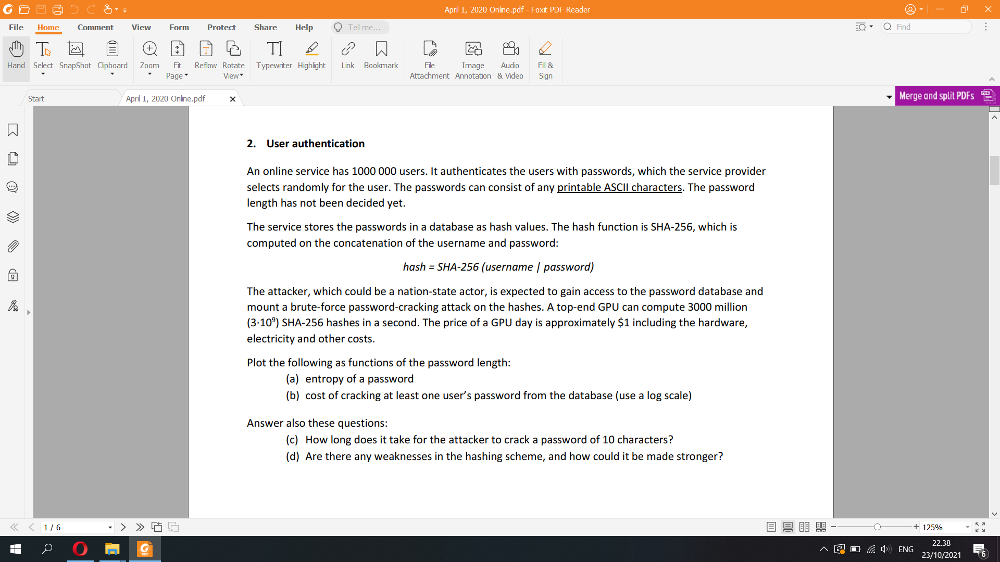 April 1, 2020 Online.pdf - Foxit PDF Reader
File Home Comment View Form Protect Share Help Tell me... Find
Hand Select SnapShot Clipboard Zoom Fit Page Reflow Rotate View Typewriter Highlight Link Bookmark File Attachment Image Annotation Audio & Video Fill & Sign
Start April 1, 2020 Online.pdf Merge and split PDFs
2. User authentication
An online service has 1000 000 users. It authenticates the users with passwords, which the service provider
selects randomly for the user. The passwords can consist of any printable ASCII characters. The password
length has not been decided yet.
The service stores the passwords in a database as hash values. The hash function is SHA-256, which is
computed on the concatenation of the username and password:
hash = SHA-256 (username | password)
The attacker, which could be a nation-state actor, is expected to gain access to the password database and
mount a brute-force password-cracking attack on the hashes. A top-end GPU can compute 3000 million
(3·10⁹) SHA-256 hashes in a second. The price of a GPU day is approximately $1 including the hardware,
electricity and other costs.
Plot the following as functions of the password length:
(a) entropy of a password
(b) cost of cracking at least one user’s password from the database (use a log scale)
Answer also these questions:
(c) How long does it take for the attacker to crack a password of 10 characters?
(d) Are there any weaknesses in the hashing scheme, and how could it be made stronger?
1 / 6 125%
ENG 22.38
23/10/2021 6